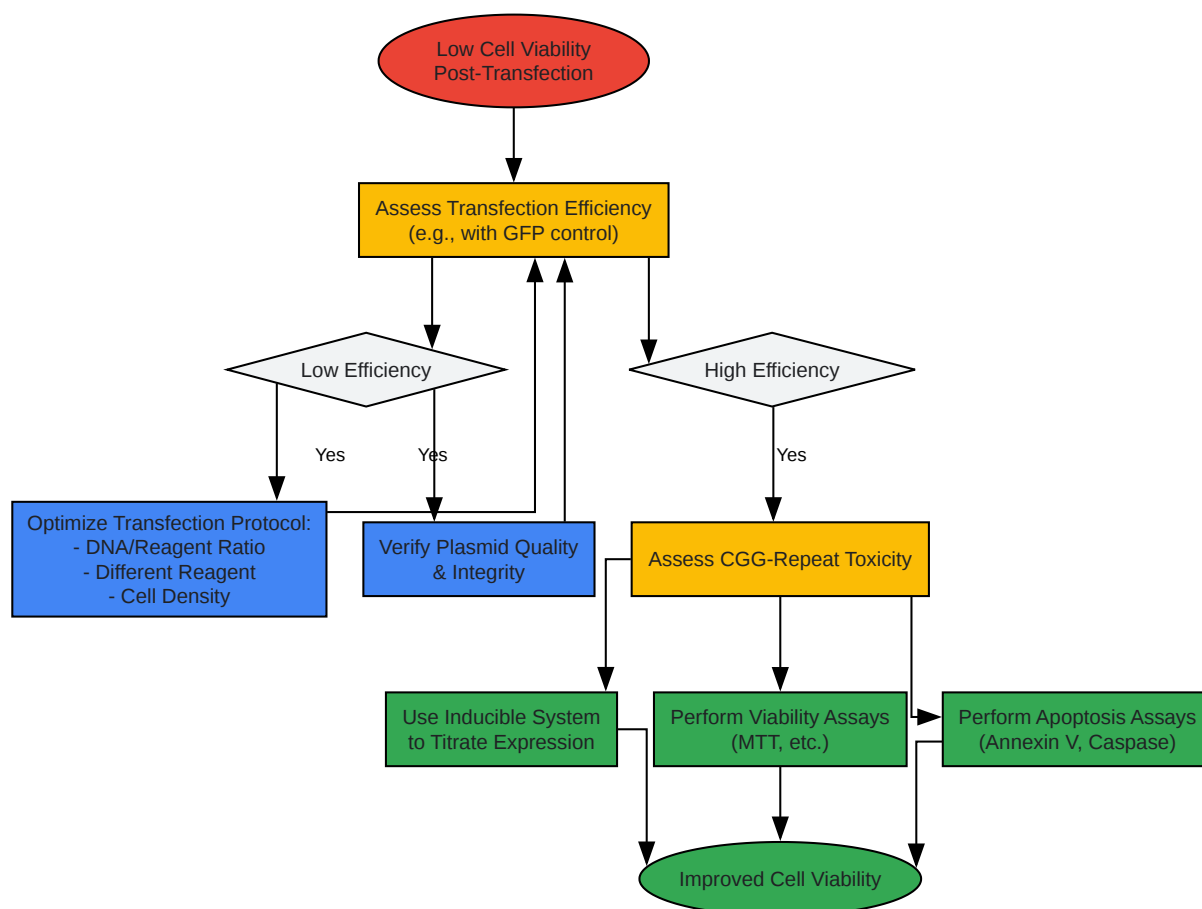 Low Cell Viability
Post-Transfection
Assess Transfection Efficiency
(e.g., with GFP control)
Low Efficiency
High Efficiency
Yes
Yes
Yes
Optimize Transfection Protocol:
- DNA/Reagent Ratio
- Different Reagent
- Cell Density
Verify Plasmid Quality
& Integrity
Assess CGG-Repeat Toxicity
Use Inducible System
to Titrate Expression
Perform Viability Assays
(MTT, etc.)
Perform Apoptosis Assays
(Annexin V, Caspase)
Improved Cell Viability